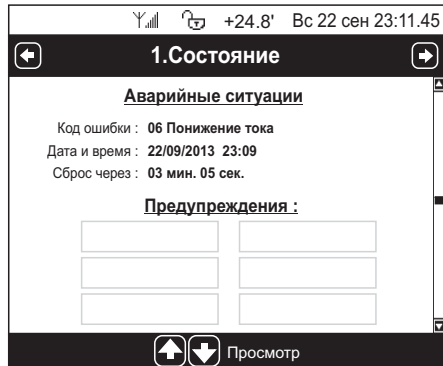 +24.8' Вс 22 сен 23:11.45
1.Состояние
Аварийные ситуации
Код ошибки : 06 Понижение тока
Дата и время : 22/09/2013 23:09
Сброс через : 03 мин. 05 сек.
Предупреждения :
Просмотр